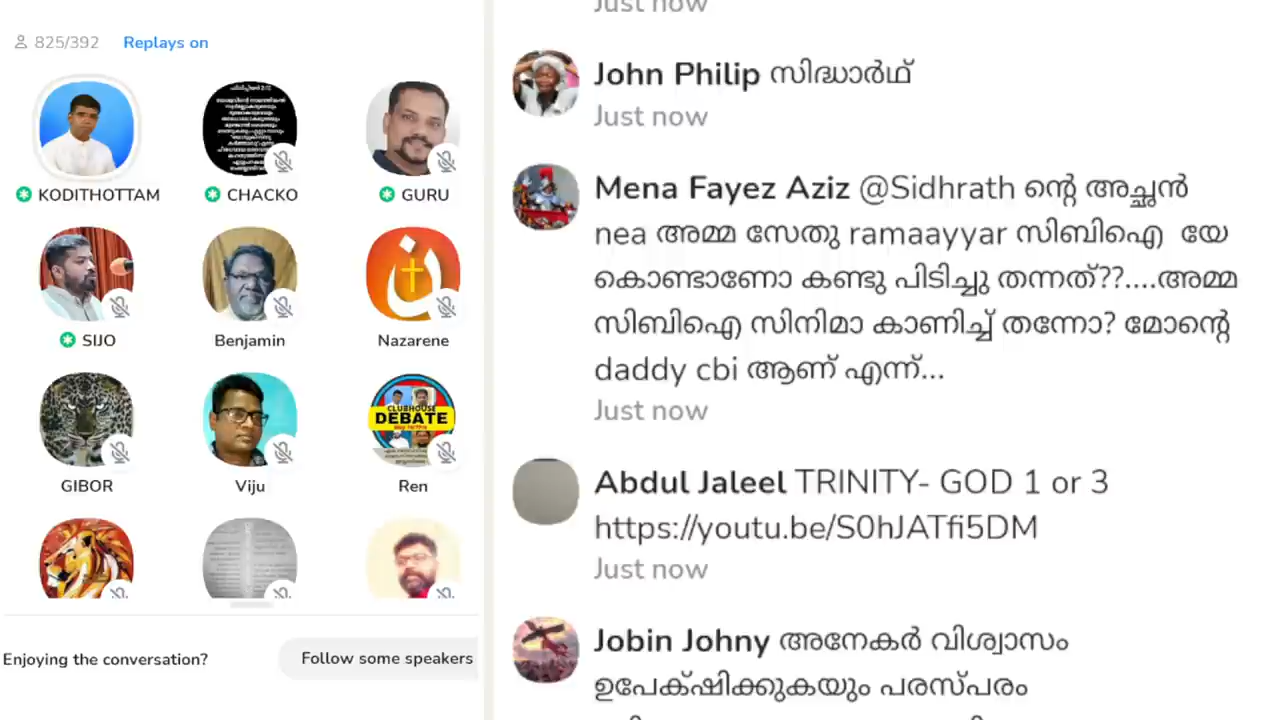 825/392 Replays on
KODITHOTTAM
CHACKO
GURU
SIJO
Benjamin
Nazarene
GIBOR
Viju
CLUBHOUSE
DEBATE
Ren
Enjoying the conversation?
Follow some speakers
Just now
John Philip സിദ്ധാർഥ്
Just now
Mena Fayez Aziz @Sidhrath ന്റെ അച്ഛൻ
nea അമ്മ സേതു ramaayyar സിബിഐ യേ
കൊണ്ടാണോ കണ്ടു പിടിച്ചു തന്നത്??....അമ്മ
സിബിഐ സിനിമാ കാണിച്ച് തന്നോ? മോന്റെ
daddy cbi ആണ് എന്ന്...
Just now
Abdul Jaleel TRINITY- GOD 1 or 3
https://youtu.be/S0hJATfi5DM
Just now
Jobin Johny അനേകർ വിശ്വാസം
ഉപേക്ഷിക്കുകയും പരസ്പരം